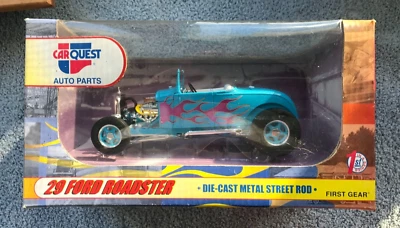 CARQUEST
AUTO PARTS
29 FORD ROADSTER
• DIE-CAST METAL STREET ROD •
FIRST GEAR